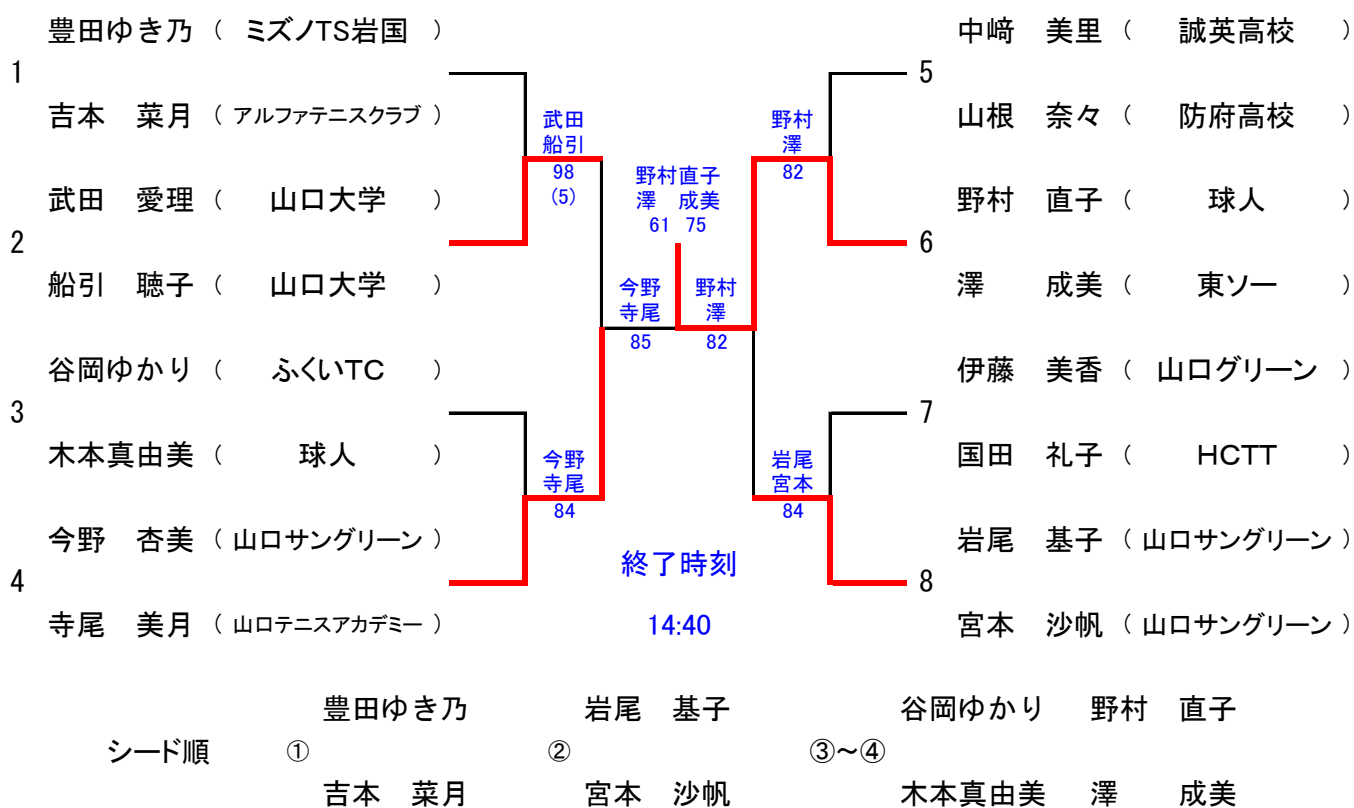 豊田ゆき乃 （ ミズノTS岩国 ）
1
吉本　菜月 （ アルファテニスクラブ ）
武田　愛理 （ 山口大学 ）
2
船引　聴子 （ 山口大学 ）
谷岡ゆかり （ ふくいTC ）
3
木本真由美 （ 球人 ）
今野　杏美 （ 山口サングリーン ）
4
寺尾　美月 （ 山口テニスアカデミー ）
武田
船引
98
(5)
今野
寺尾
84
今野
寺尾
85
野村直子
澤　成美
61 75
野村
澤
82
野村
澤
82
岩尾
宮本
84
終了時刻
14:40
中﨑　美里 （ 誠英高校 ）
5
山根　奈々 （ 防府高校 ）
野村　直子 （ 球人 ）
6
澤　成美 （ 東ソー ）
伊藤　美香 （ 山口グリーン ）
7
国田　礼子 （ HCTT ）
岩尾　基子 （ 山口サングリーン ）
8
宮本　沙帆 （ 山口サングリーン ）
豊田ゆき乃 岩尾　基子 谷岡ゆかり 野村　直子
シード順 ① ② ③～④
吉本　菜月 宮本　沙帆 木本真由美 澤　成美